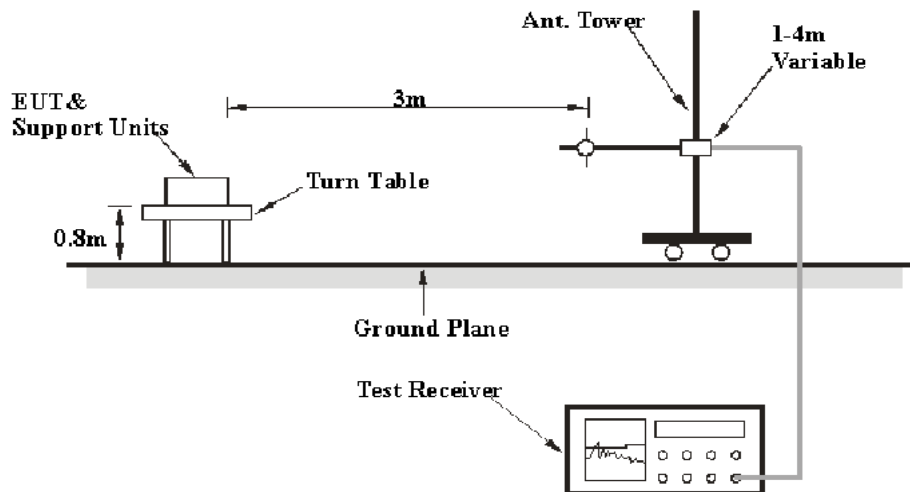 Ant. Tower
1-4m
Variable
3m
EUT&
Support Units
Turn Table
0.8m
Ground Plane
Test Receiver